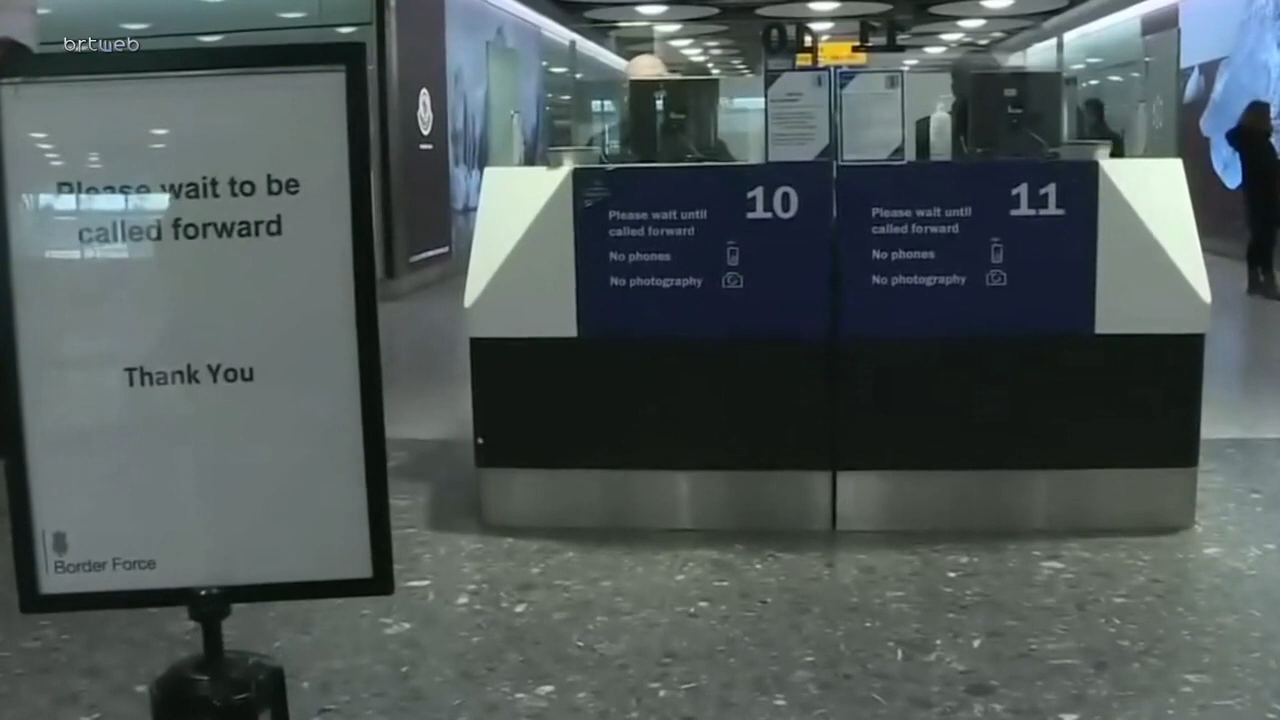 brtweb
Please wait to be
called forward
Thank You
Border Force
10
Please wait until
called forward
No phones
No photography
11
Please wait until
called forward
No phones
No photography